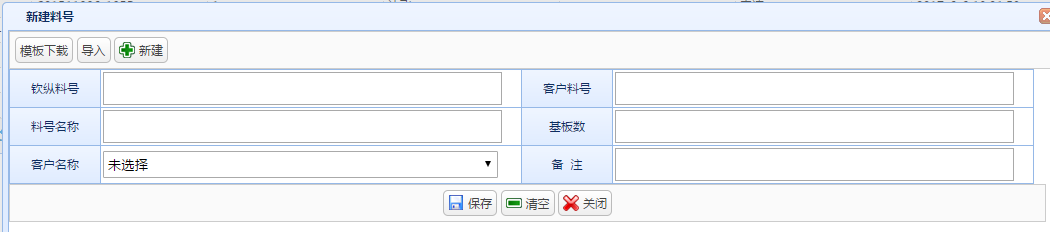 新建料号
模板下载 导入 新建
钦纵料号 客户料号
料号名称 基板数
客户名称 未选择 备 注
保存 清空 关闭